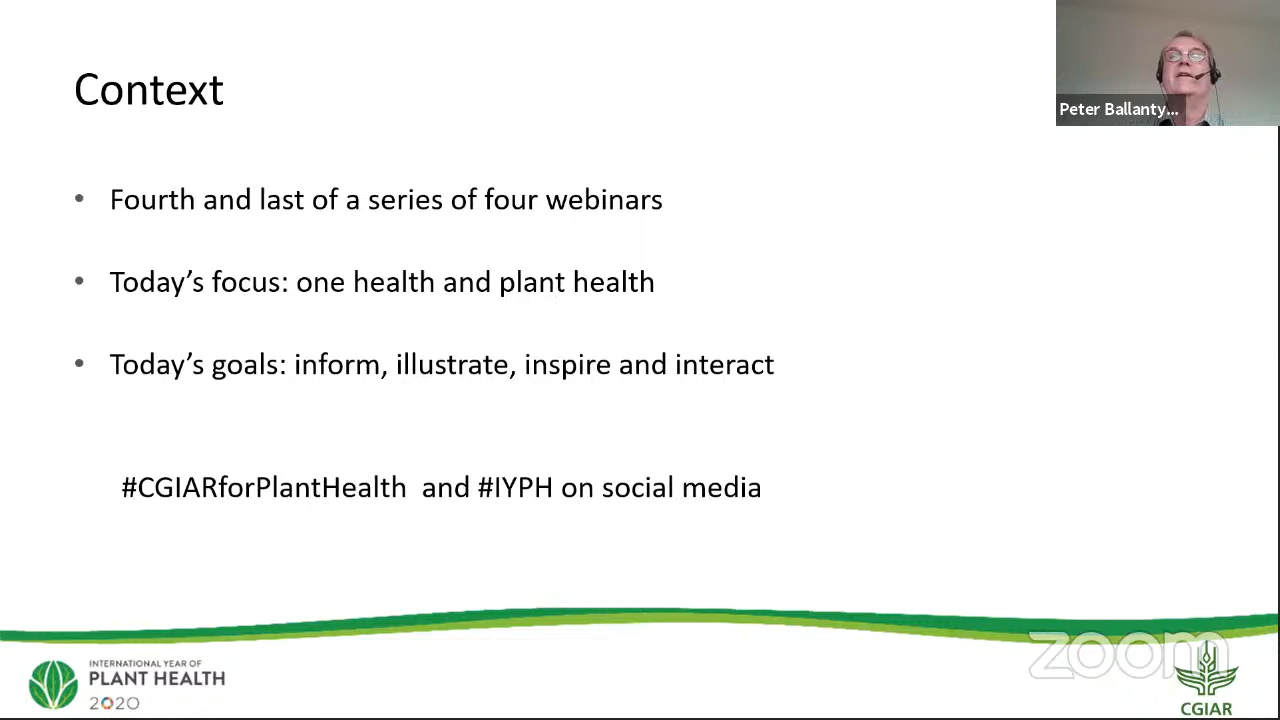 Context
Peter Ballanty...
• Fourth and last of a series of four webinars
• Today’s focus: one health and plant health
• Today’s goals: inform, illustrate, inspire and interact
#CGIARforPlantHealth and #IYPH on social media
INTERNATIONAL YEAR OF
PLANT HEALTH
2020
zoom
CGIAR